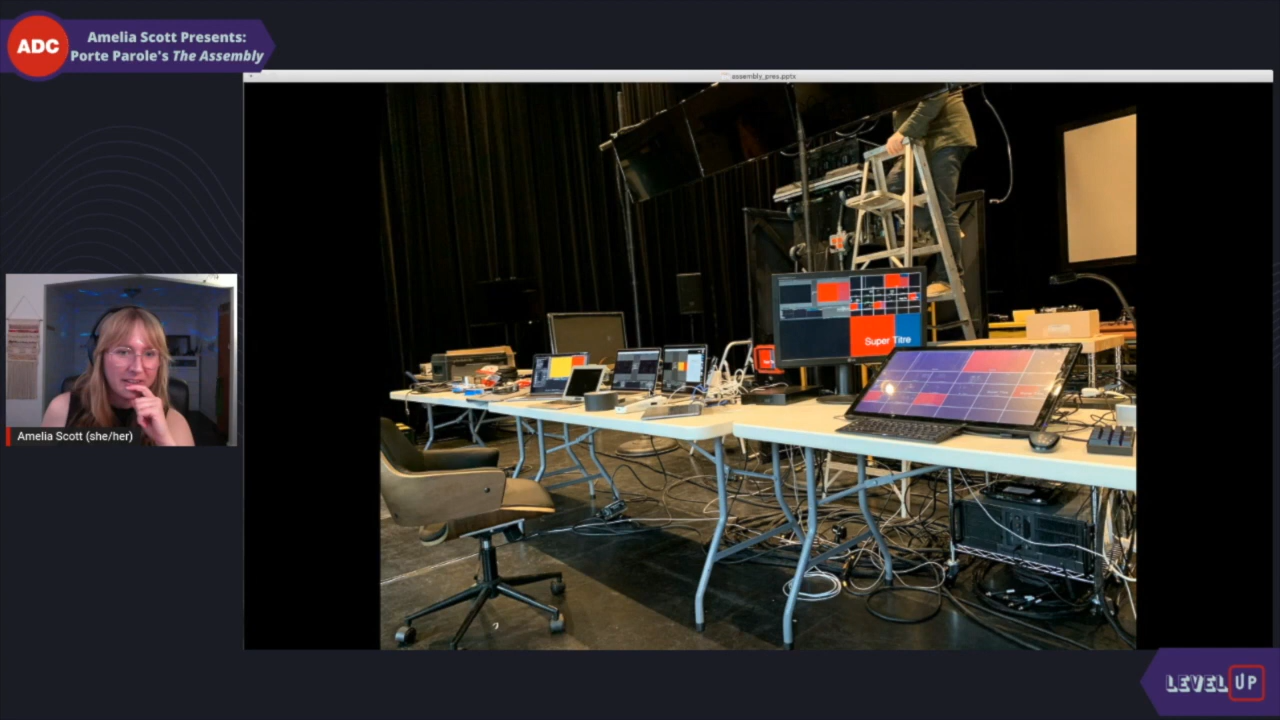 ADC
Amelia Scott Presents:
Porte Parole's The Assembly
assembly_pres.pptx
Super Titre
Amelia Scott (she/her)
LEVEL UP